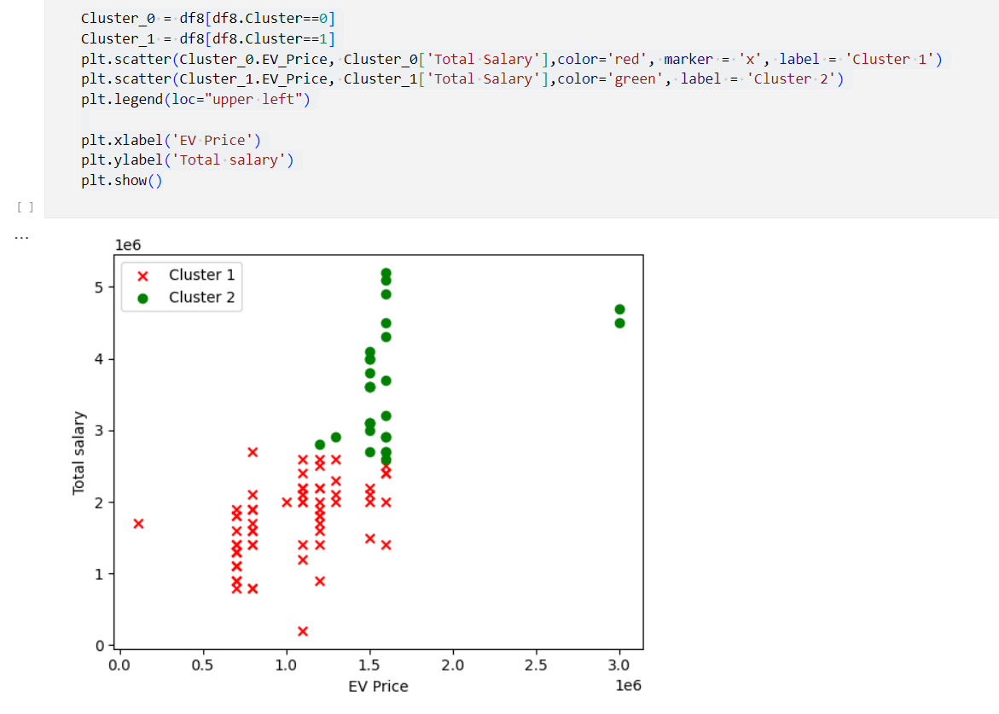 Cluster_0 = df8[df8.Cluster==0]
Cluster_1 = df8[df8.Cluster==1]
plt.scatter(Cluster_0.EV_Price, Cluster_0['Total Salary'],color='red', marker = 'x', label = 'Cluster 1')
plt.scatter(Cluster_1.EV_Price, Cluster_1['Total Salary'],color='green', label = 'Cluster 2')
plt.legend(loc="upper left")
plt.xlabel('EV Price')
plt.ylabel('Total salary')
plt.show()
[ ]
...
1e6
Cluster 1
Cluster 2
5
4
3
2
1
0
Total salary
0.0 0.5 1.0 1.5 2.0 2.5 3.0
EV Price
1e6